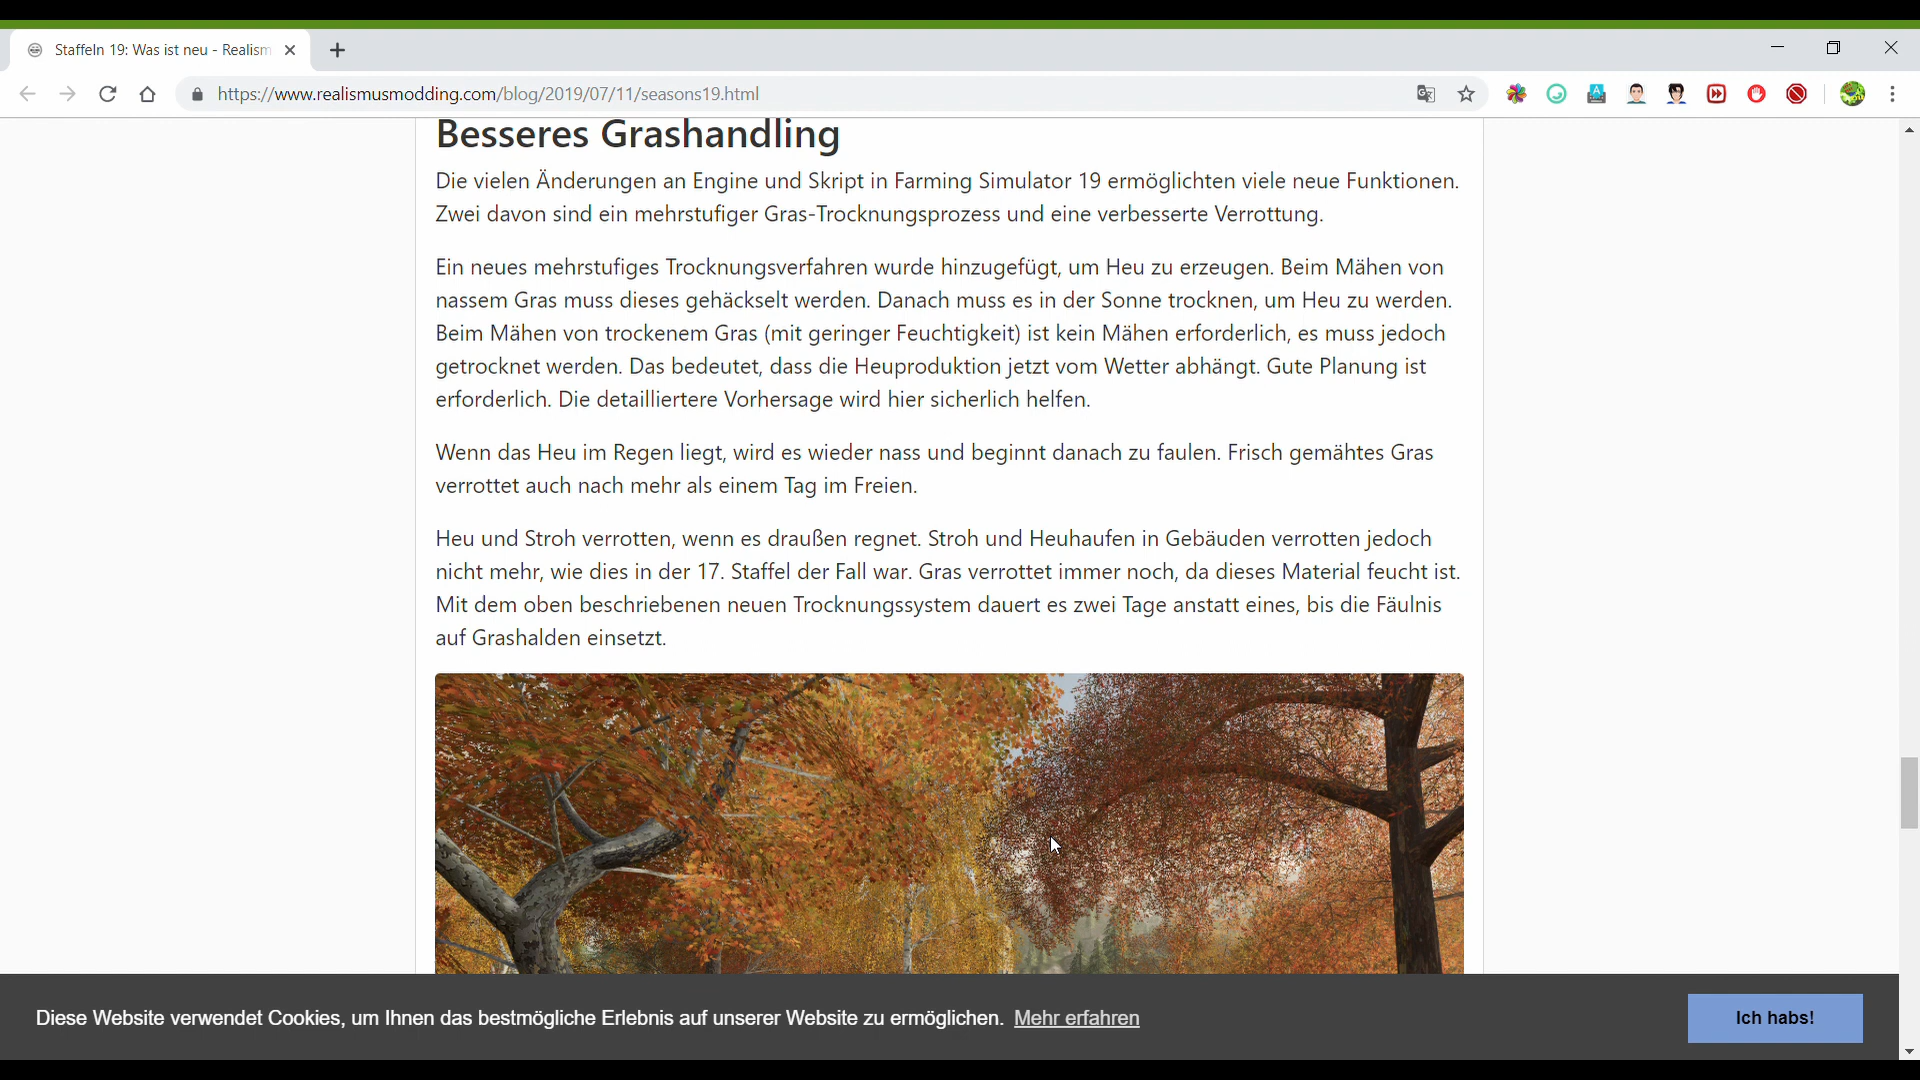 Staffeln 19: Was ist neu - Realism
https://www.realismusmodding.com/blog/2019/07/11/seasons19.html
Besseres Grashandling
Die vielen Änderungen an Engine und Skript in Farming Simulator 19 ermöglichten viele neue Funktionen.
Zwei davon sind ein mehrstufiger Gras-Trocknungsprozess und eine verbesserte Verrottung.
Ein neues mehrstufiges Trocknungsverfahren wurde hinzugefügt, um Heu zu erzeugen. Beim Mähen von
nassem Gras muss dieses gehäckselt werden. Danach muss es in der Sonne trocknen, um Heu zu werden.
Beim Mähen von trockenem Gras (mit geringer Feuchtigkeit) ist kein Mähen erforderlich, es muss jedoch
getrocknet werden. Das bedeutet, dass die Heuproduktion jetzt vom Wetter abhängt. Gute Planung ist
erforderlich. Die detailliertere Vorhersage wird hier sicherlich helfen.
Wenn das Heu im Regen liegt, wird es wieder nass und beginnt danach zu faulen. Frisch gemähtes Gras
verrottet auch nach mehr als einem Tag im Freien.
Heu und Stroh verrotten, wenn es draußen regnet. Stroh und Heuhaufen in Gebäuden verrotten jedoch
nicht mehr, wie dies in der 17. Staffel der Fall war. Gras verrottet immer noch, da dieses Material feucht ist.
Mit dem oben beschriebenen neuen Trocknungssystem dauert es zwei Tage anstatt eines, bis die Fäulnis
auf Grashalden einsetzt.
Diese Website verwendet Cookies, um Ihnen das bestmögliche Erlebnis auf unserer Website zu ermöglichen. Mehr erfahren
Ich habs!